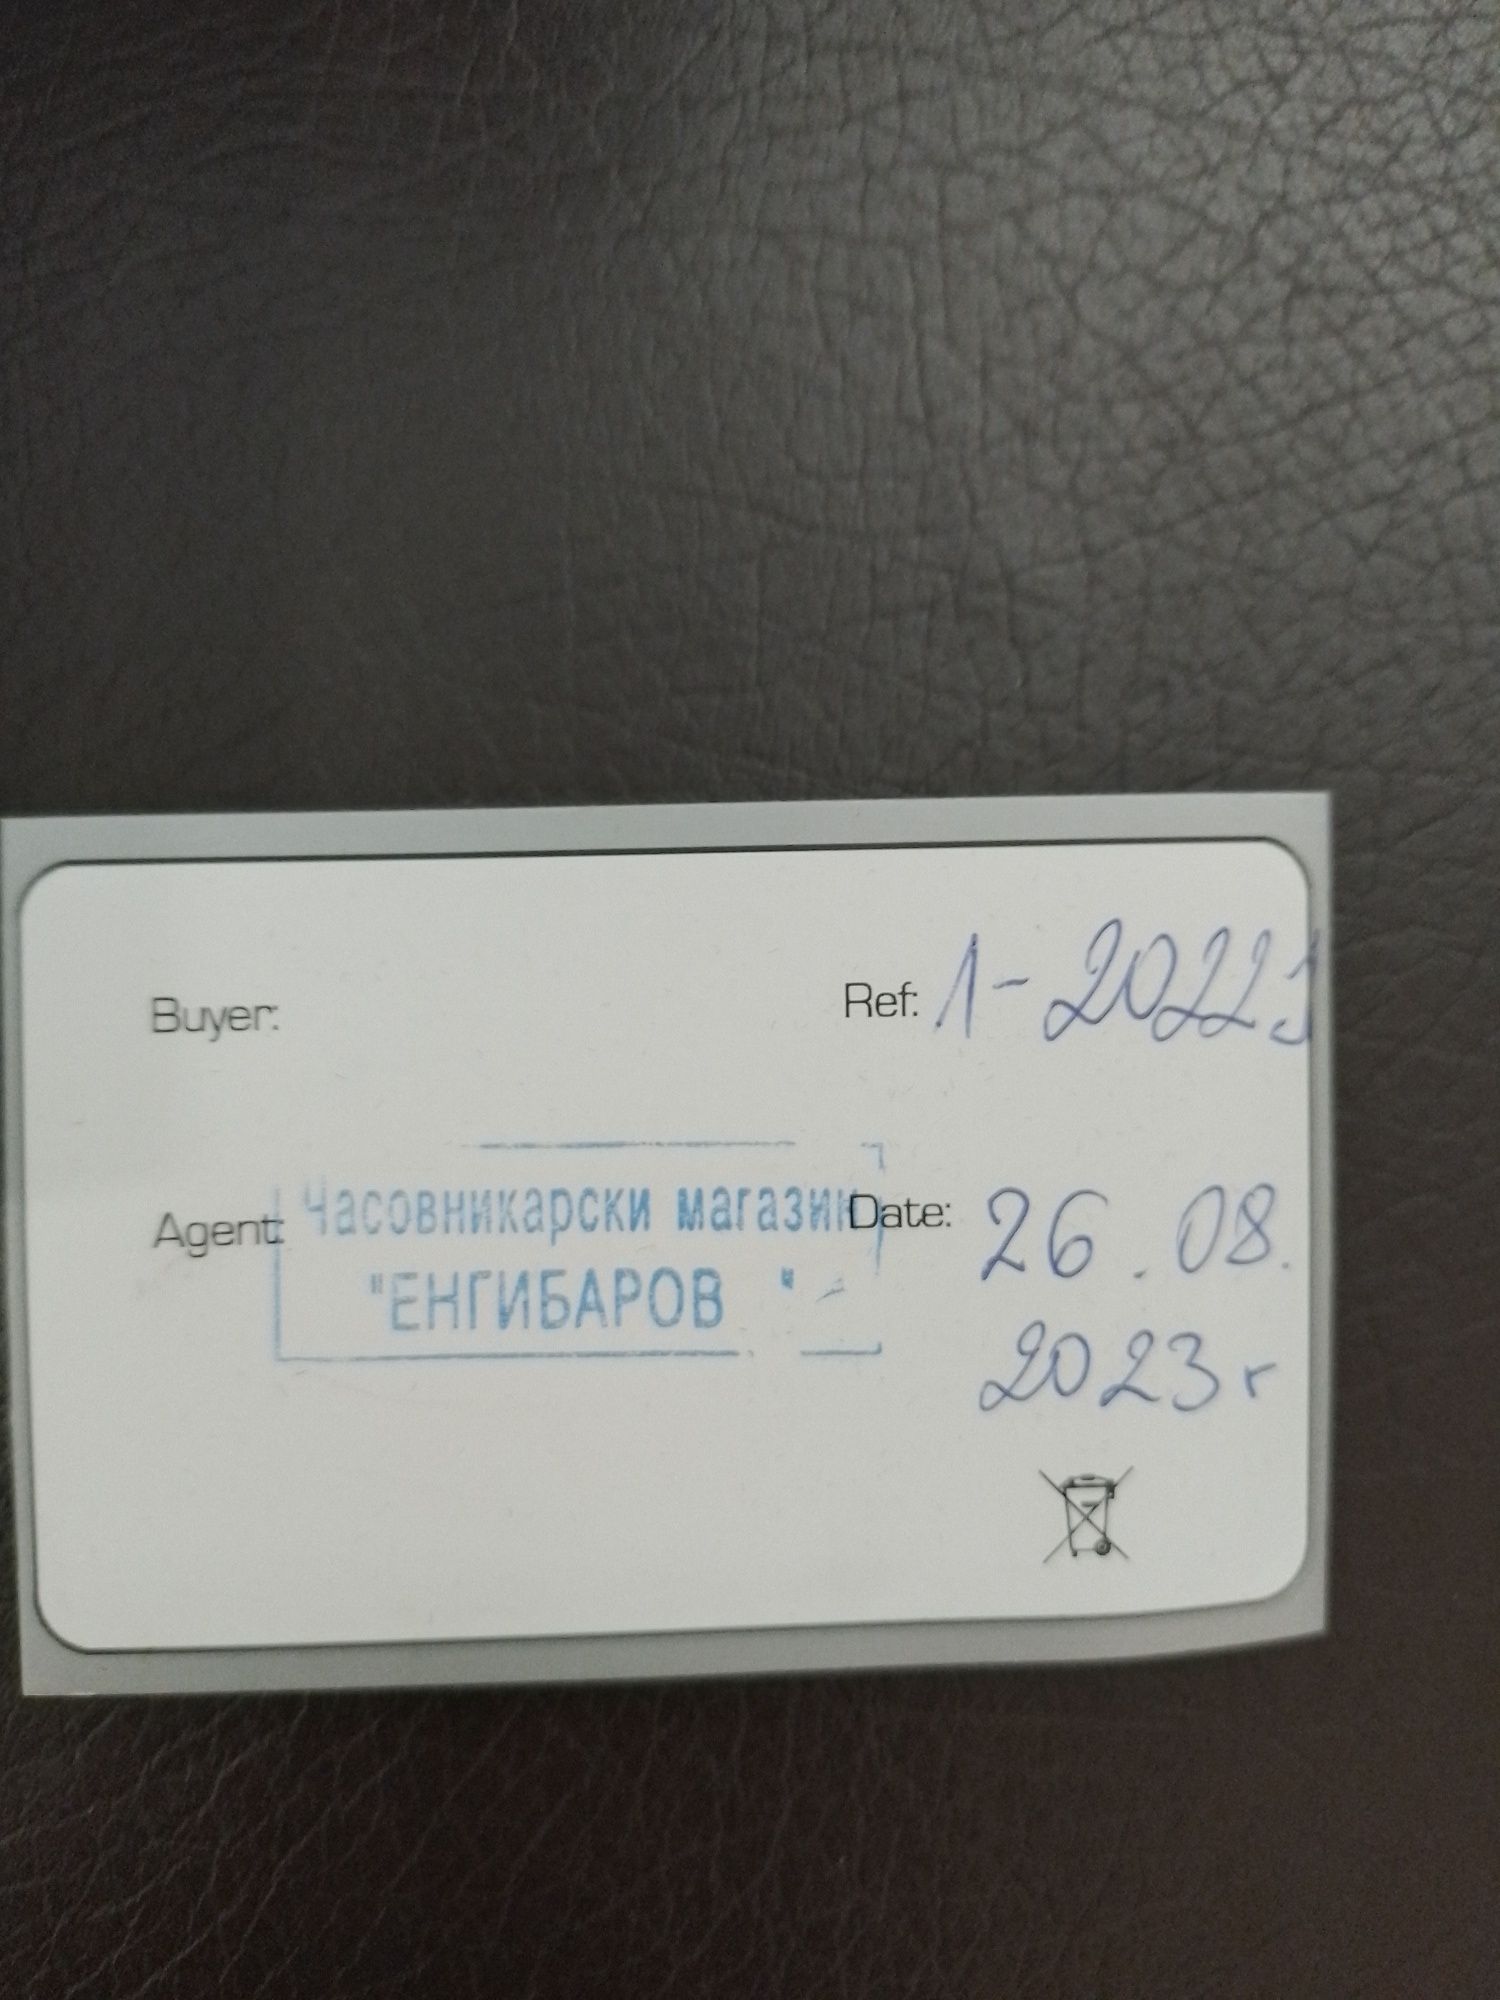 Buyer:
Ref: 1-2022
Agent: Часовникарски магазин
"ЕНГИБАРОВ "
Date: 26.08.
2023г